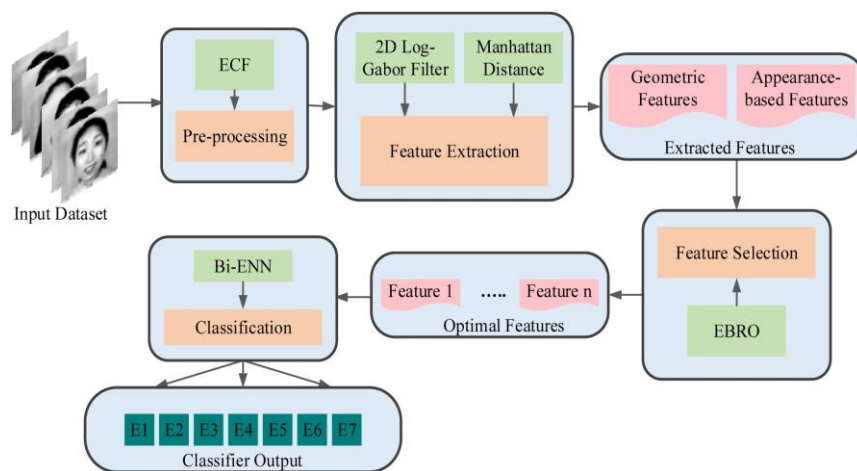 ECF
Pre-processing
Input Dataset
2D Log-
Gabor Filter
Manhattan
Distance
Feature Extraction
Geometric
Features
Appearance-
based Features
Extracted Features
Feature Selection
EBRO
Feature 1
.....
Feature n
Optimal Features
Bi-ENN
Classification
E1 E2 E3 E4 E5 E6 E7
Classifier Output